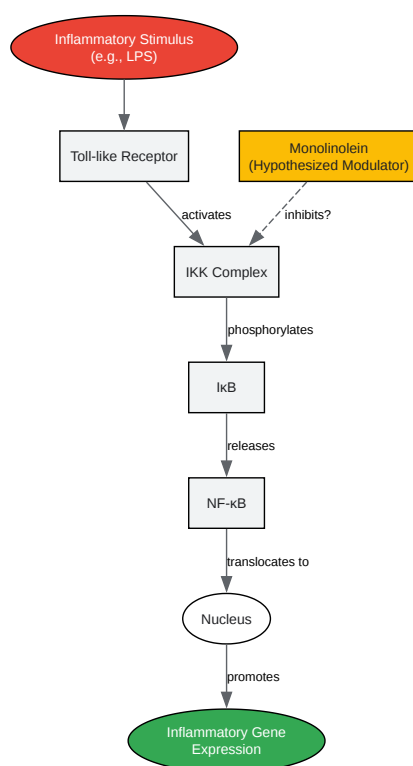 Inflammatory Stimulus
(e.g., LPS)
Toll-like Receptor
Monolinolein
(Hypothesized Modulator)
activates
inhibits?
IKK Complex
phosphorylates
IκB
releases
NF-κB
translocates to
Nucleus
promotes
Inflammatory Gene
Expression